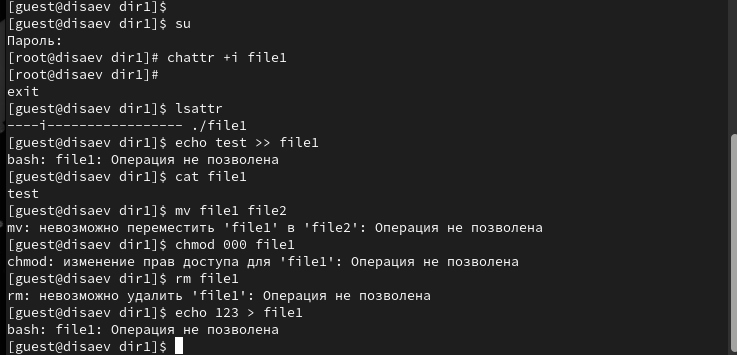 [guest@disaev dir1]$
[guest@disaev dir1]$ su
Пароль:
[root@disaev dir1]# chattr +i file1
[root@disaev dir1]#
exit
[guest@disaev dir1]$ lsattr
----i----------------- ./file1
[guest@disaev dir1]$ echo test >> file1
bash: file1: Операция не позволена
[guest@disaev dir1]$ cat file1
test
[guest@disaev dir1]$ mv file1 file2
mv: невозможно переместить 'file1' в 'file2': Операция не позволена
[guest@disaev dir1]$ chmod 000 file1
chmod: изменение прав доступа для 'file1': Операция не позволена
[guest@disaev dir1]$ rm file1
rm: невозможно удалить 'file1': Операция не позволена
[guest@disaev dir1]$ echo 123 > file1
bash: file1: Операция не позволена
[guest@disaev dir1]$